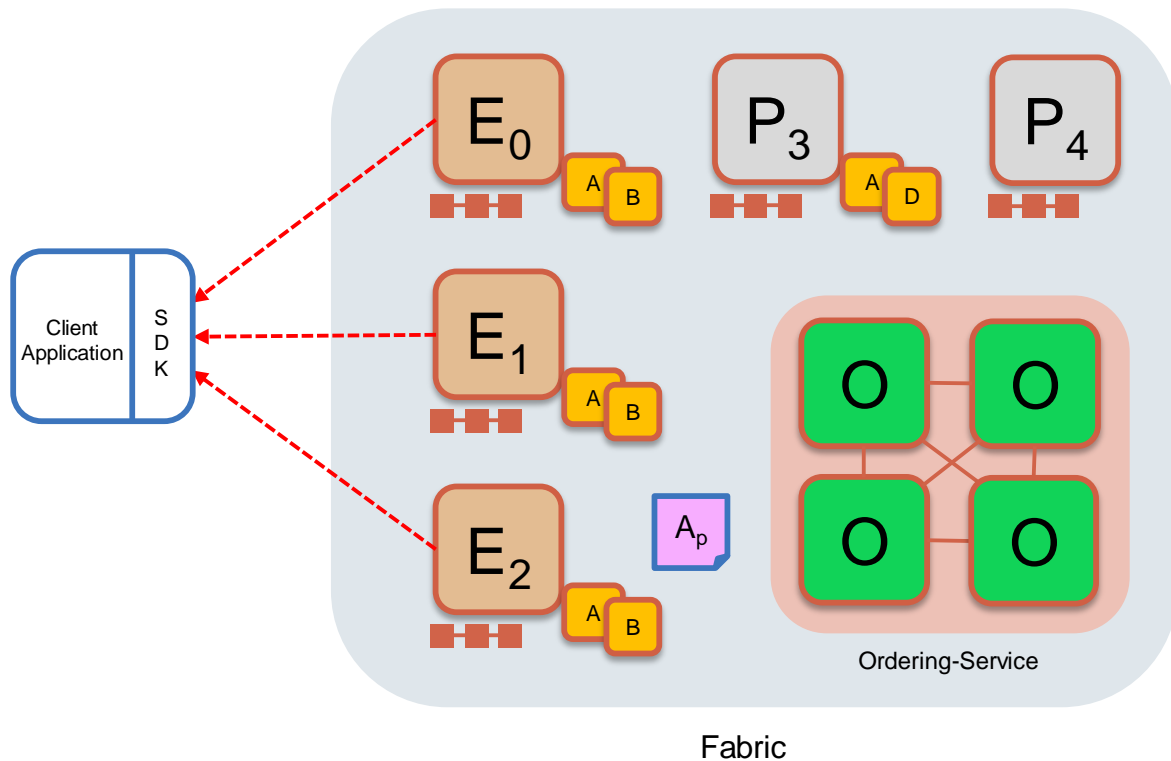 E0
P3
P4
A
B
A
D
Client
Application
S
D
K
E1
A
B
O
O
O
O
E2
Ap
A
B
Ordering-Service
Fabric